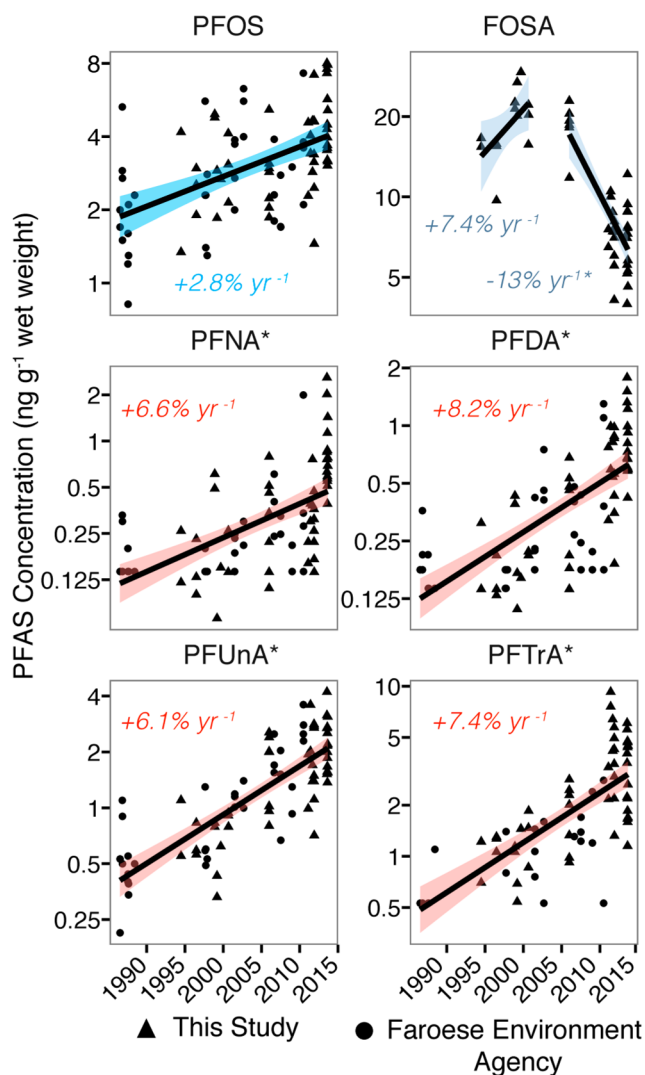 PFOS
FOSA
PFAS Concentration (ng g⁻¹ wet weight)
8
4
2
1
+2.8% yr ⁻¹
20
10
5
+7.4% yr ⁻¹
-13% yr⁻¹*
PFNA*
PFDA*
2
1
0.5
0.25
0.125
+6.6% yr ⁻¹
2
1
0.5
0.25
0.125
+8.2% yr ⁻¹
PFUnA*
PFTrA*
4
2
1
0.5
0.25
+6.1% yr ⁻¹
10
5
2
1
0.5
+7.4% yr ⁻¹
1990 1995 2000 2005 2010 2015
1990 1995 2000 2005 2010 2015
▲ This Study ● Faroese Environment
Agency